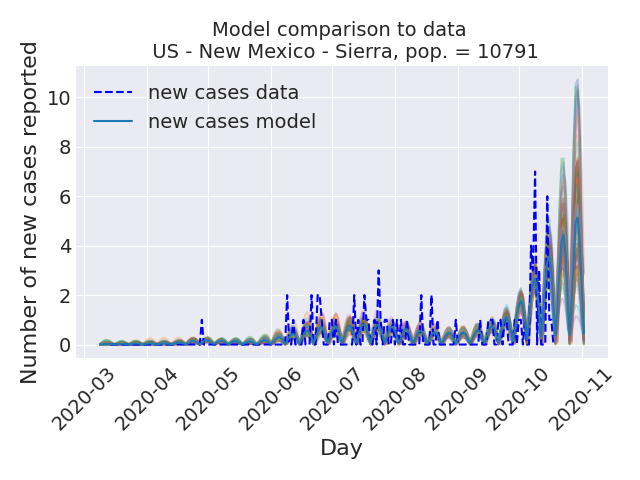 Model comparison to data
US - New Mexico - Sierra, pop. = 10791
Number of new cases reported
new cases data
new cases model
10
8
6
4
2
0
2020-03
2020-04
2020-05
2020-06
2020-07
2020-08
2020-09
2020-10
2020-11
Day